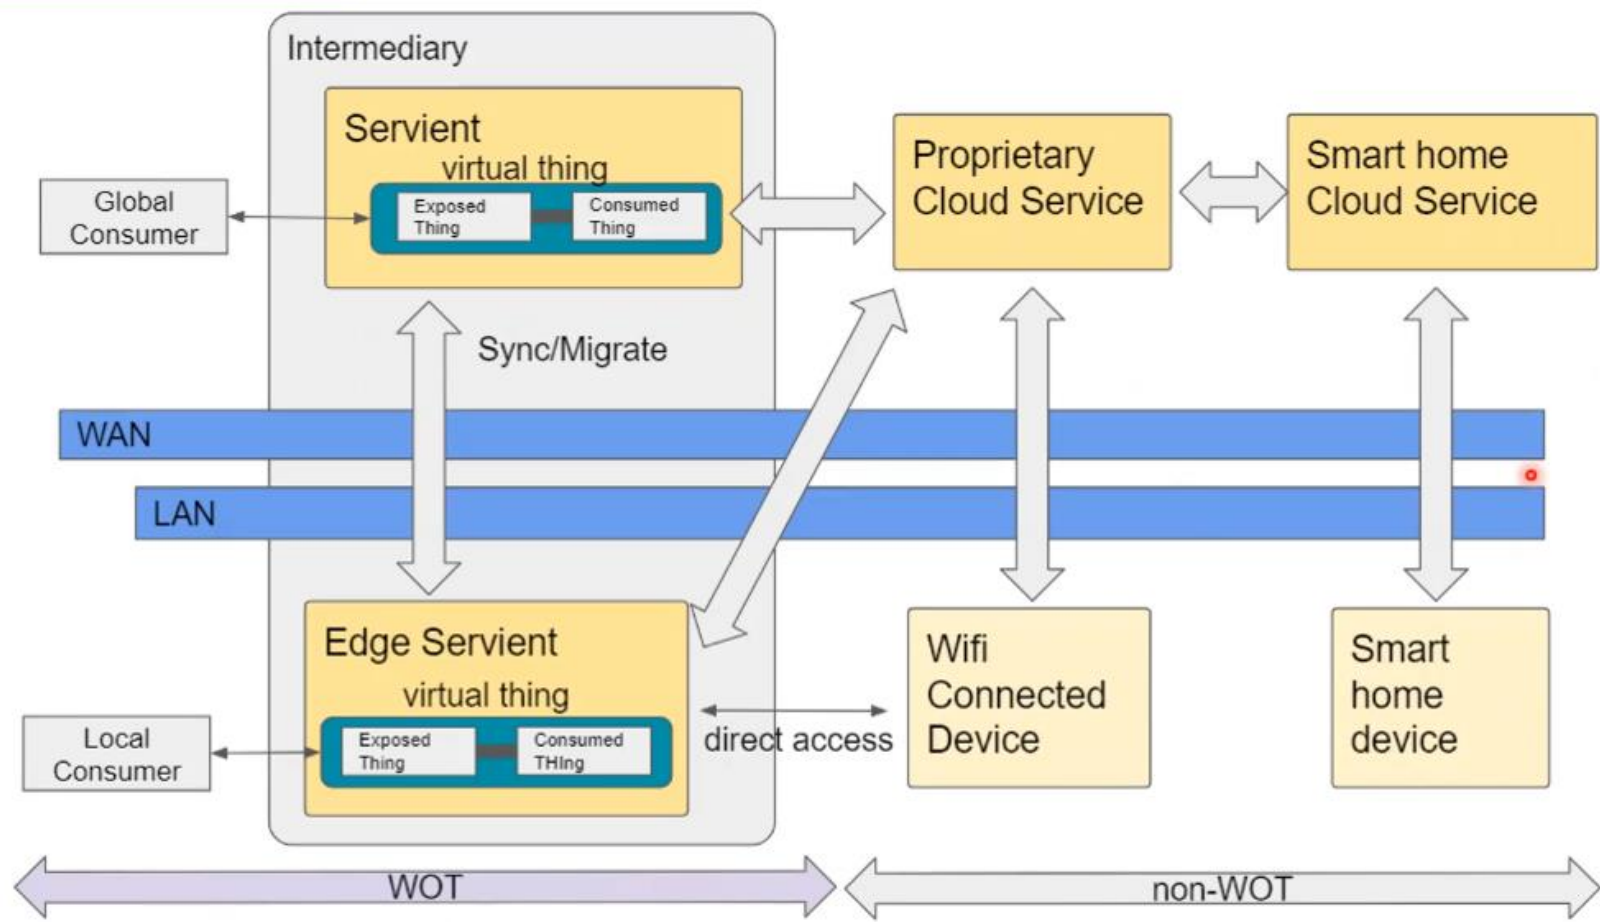 Intermediary
Servient
virtual thing
Exposed
Thing
Consumed
Thing
Global
Consumer
Proprietary
Cloud Service
Smart home
Cloud Service
Sync/Migrate
WAN
LAN
Edge Servient
virtual thing
Exposed
Thing
Consumed
THIng
Local
Consumer
direct access
Wifi
Connected
Device
Smart
home
device
WOT
non-WOT